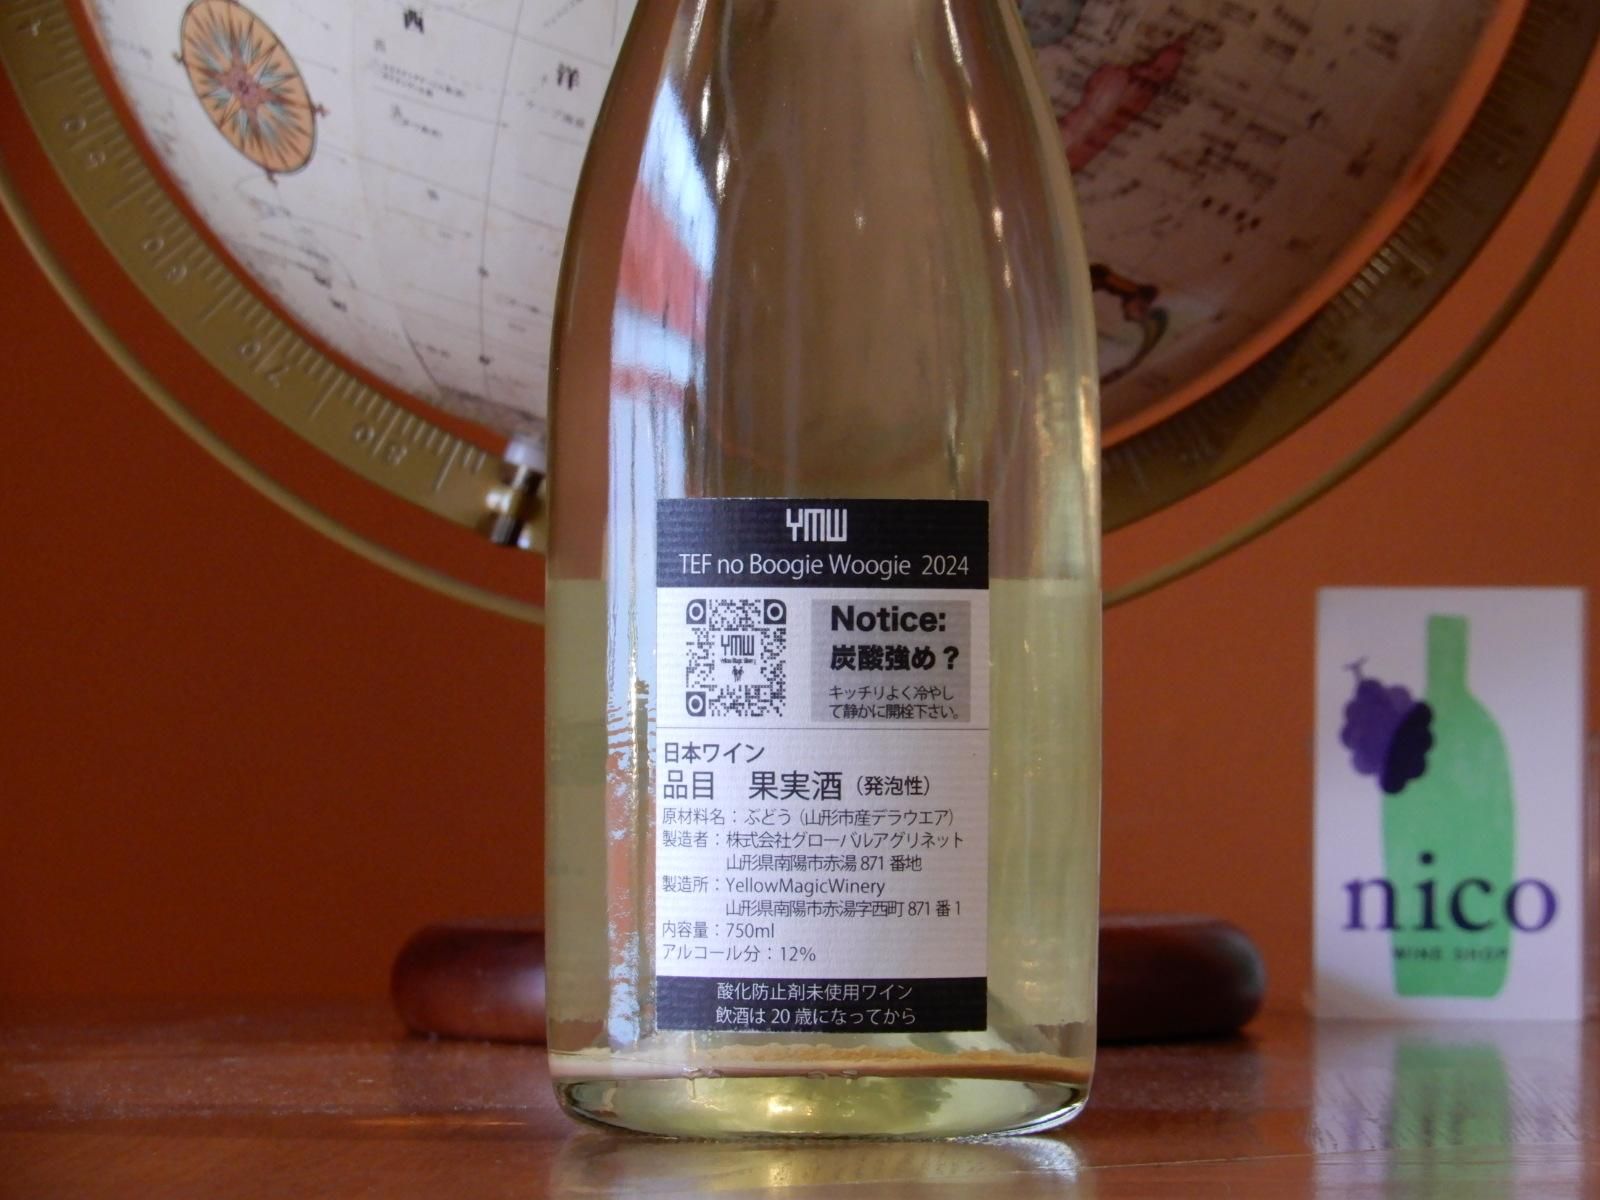 西
洋
YMW
TEF no Boogie Woogie 2024
YMW
Notice:
炭酸強め？
キッチリよく冷やし
て静かに開栓下さい。
日本ワイン
品目　果実酒（発泡性）
原材料名：ぶどう（山形市産デラウエア）
製造者：株式会社グローバルアグリネット
山形県南陽市赤湯 871 番地
製造所：YellowMagicWinery
山形県南陽市赤湯字西町 871 番 1
内容量：750ml
アルコール分：12%
酸化防止剤未使用ワイン
飲酒は 20 歳になってから
nico
WINE SHOP